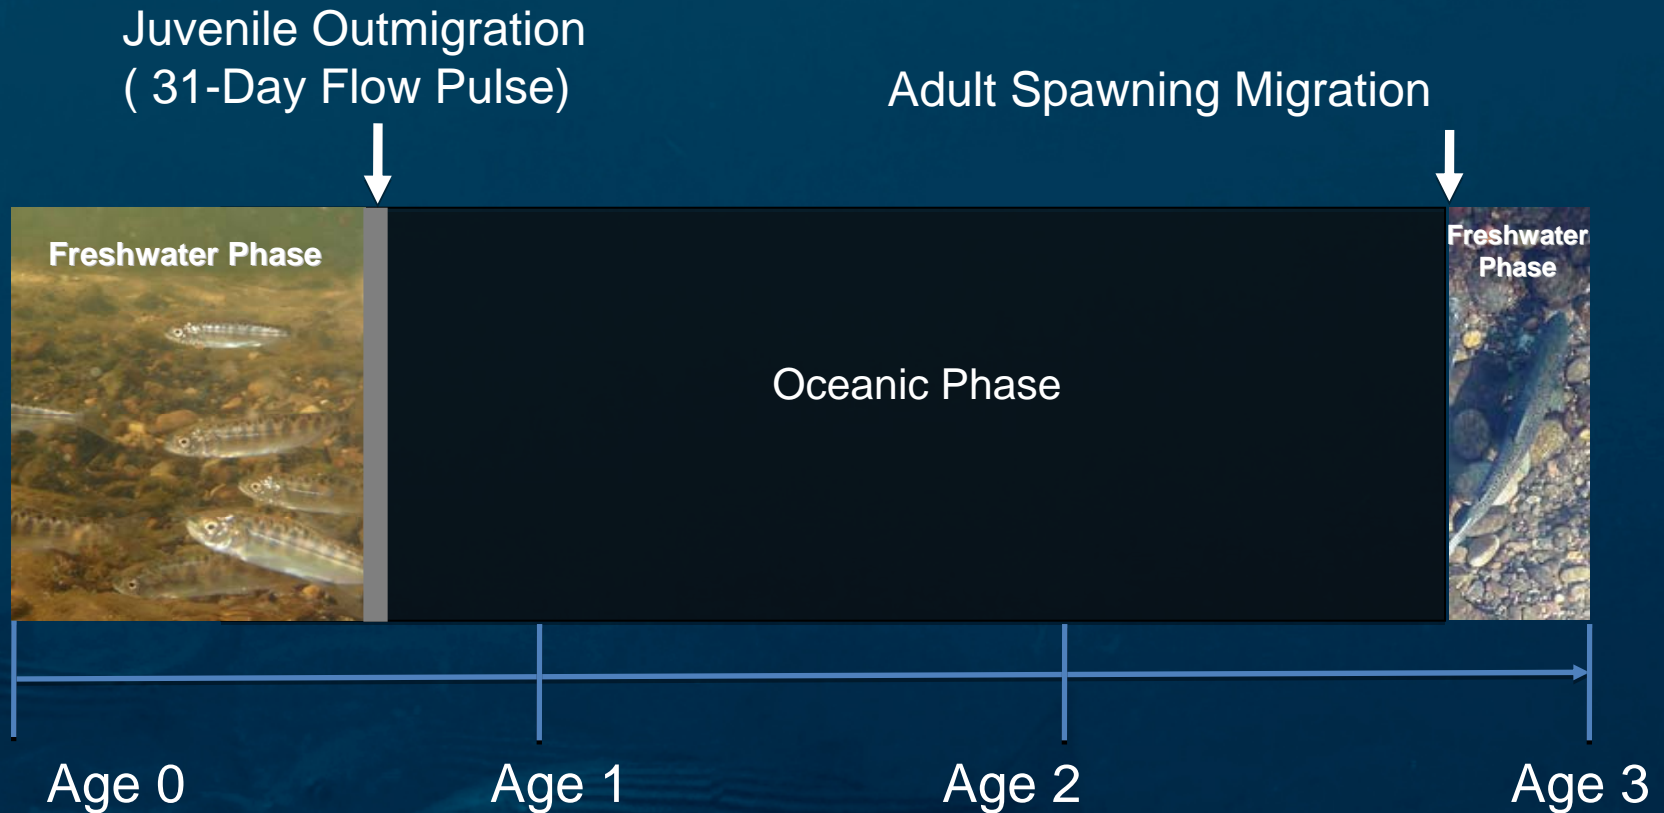 Juvenile Outmigration
( 31-Day Flow Pulse)
Adult Spawning Migration
Freshwater Phase
Freshwater
Phase
Oceanic Phase
Age 0
Age 1
Age 2
Age 3